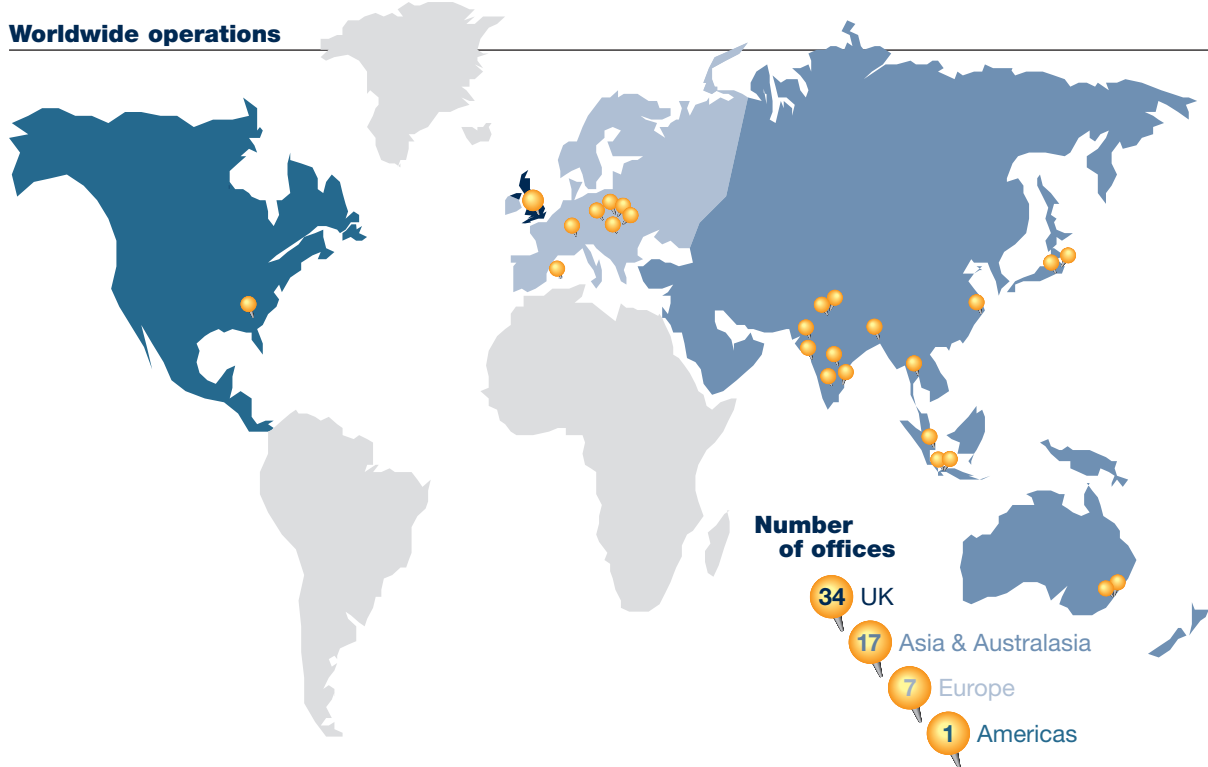 Worldwide operations
Number
of offices
34 UK
17 Asia & Australasia
7 Europe
1 Americas